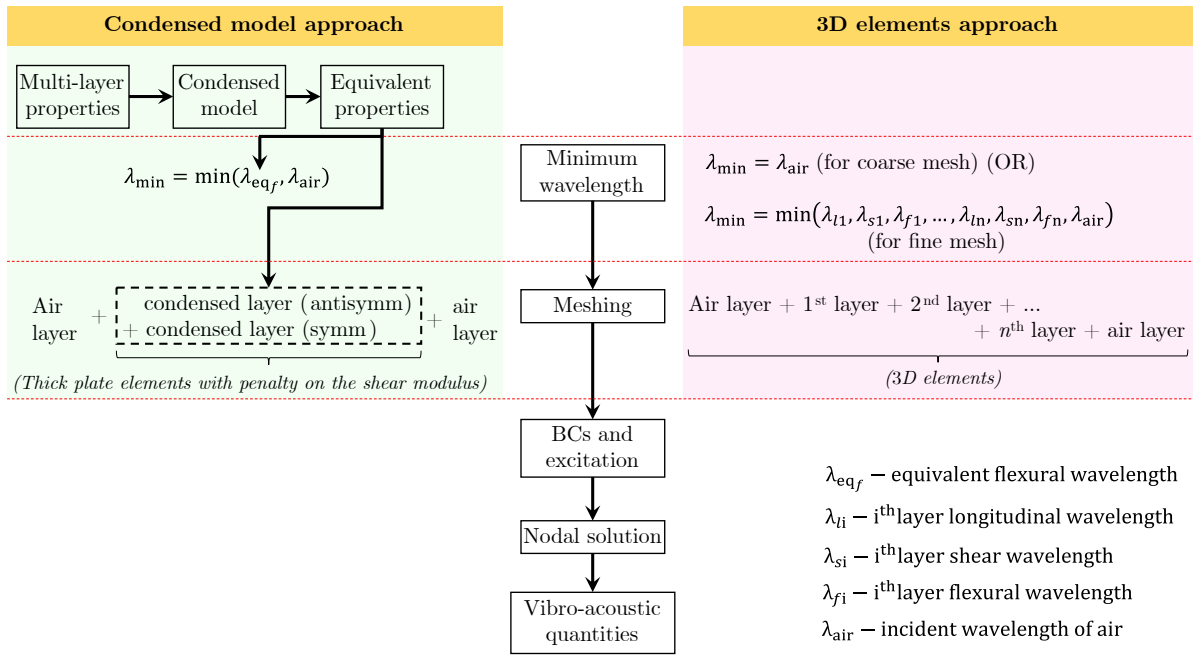 Condensed model approach
3D elements approach
Multi-layer
properties
Condensed
model
Equivalent
properties
λmin = min(λeqf, λair)
Minimum
wavelength
λmin = λair (for coarse mesh) (OR)
λmin = min(λl1, λs1, λf1, …, λln, λsn, λfn, λair)
(for fine mesh)
Air
layer
+
condensed layer (antisymm)
+ condensed layer (symm)
+
air
layer
(Thick plate elements with penalty on the shear modulus)
Meshing
Air layer + 1st layer + 2nd layer + ...
+ nth layer + air layer
(3D elements)
BCs and
excitation
Nodal solution
Vibro-acoustic
quantities
λeqf − equivalent flexural wavelength
λli − ith layer longitudinal wavelength
λsi − ith layer shear wavelength
λfi − ith layer flexural wavelength
λair − incident wavelength of air